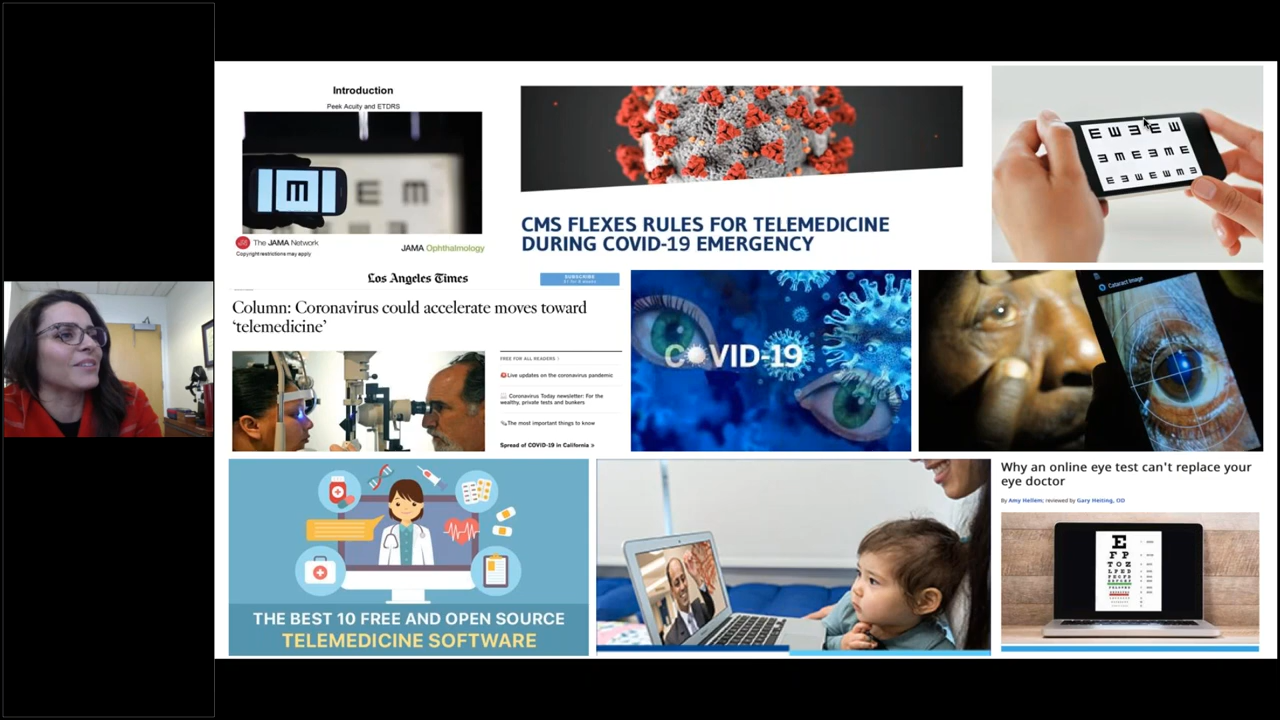 Introduction
Peek Acuity and ETDRS
The JAMA Network
JAMA Ophthalmology
Copyright restrictions may apply
CMS FLEXES RULES FOR TELEMEDICINE
DURING COVID-19 EMERGENCY
Los Angeles Times
SUBSCRIBE
Column: Coronavirus could accelerate moves toward
‘telemedicine’
FREE FOR ALL READERS
Live updates on the coronavirus pandemic
Coronavirus Today newsletter: For the
wealthy, private tests and bunkers
The most important things to know
Spread of COVID-19 in California »
COVID-19
Cataract Image
THE BEST 10 FREE AND OPEN SOURCE
TELEMEDICINE SOFTWARE
Why an online eye test can't replace your
eye doctor
By Amy Hellem; reviewed by Gary Heiting, OD
E
F P
T O Z
L P E D
P E C F D